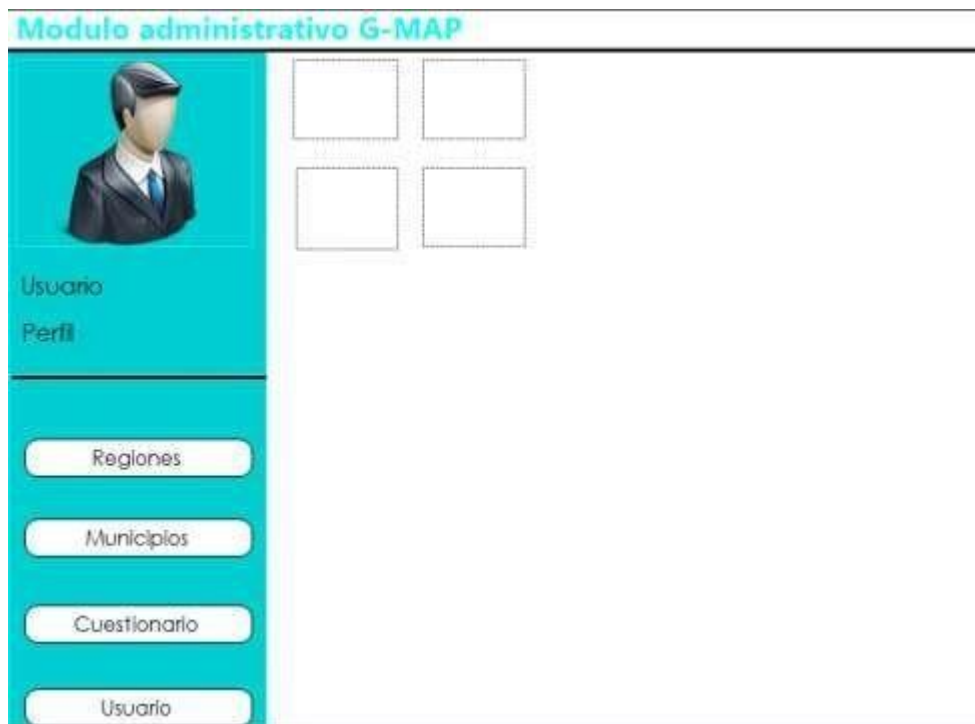 Modulo administrativo G-MAP
Usuario
Perfil
Regiones
Municipios
Cuestionario
Usuario